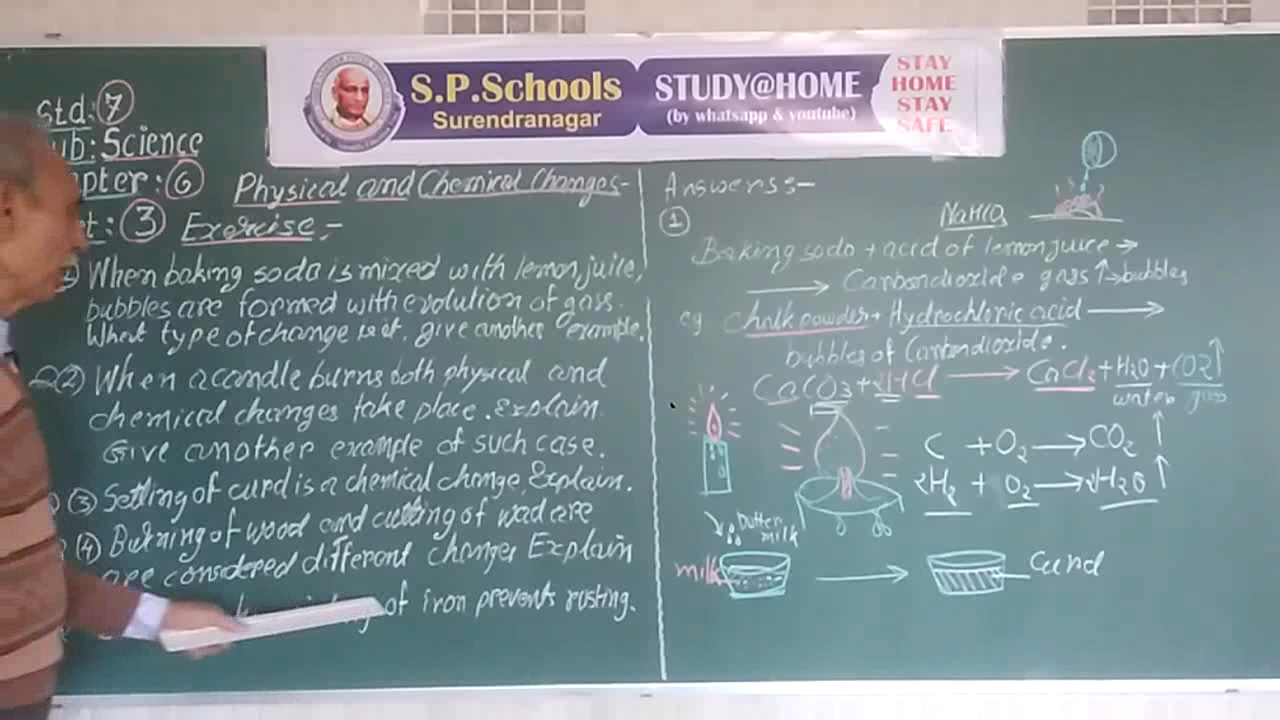 S.P.Schools
Surendranagar
STUDY@HOME
(by whatsapp & youtube)
STAY
HOME
STAY
SAFE
Std: 7
ub: Science
apter: 6 Physical and Chemical Changes-
t: 3 Exercise:-
When baking soda is mixed with lemon juice,
bubbles are formed with evolution of gas.
What type of change is it. give another example.
Q(2) When a candle burns both physical and
chemical changes take place. Explain.
Give another example of such case.
(3) Setting of curd is a chemical change, Explain.
(4) Burning of wood and cutting of wood are
are considered different changes Explain
of iron prevents rusting.
Answers:-
1
NaHCO3
Baking soda + acid of lemon juice →
→ Carbondioxide gas ↑→ bubbles
eg chalk powder + Hydrochloric acid →
bubbles of Carbondioxide.
CaCO3 + 2HCl → CaCl2 + H2O + CO2↑
water gas
C + O2 → CO2 ↑
2H2 + O2 → 2H2O ↑
butter
milk
milk → Curd